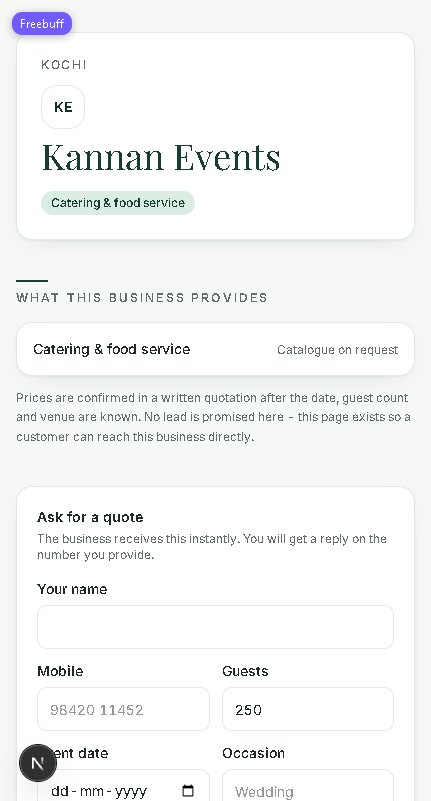 Freebuff
KOCHI
KE
Kannan Events
Catering & food service
WHAT THIS BUSINESS PROVIDES
Catering & food service
Catalogue on request
Prices are confirmed in a written quotation after the date, guest count
and venue are known. No lead is promised here - this page exists so a
customer can reach this business directly.
Ask for a quote
The business receives this instantly. You will get a reply on the
number you provide.
Your name
Mobile
Guests
98420 11452
250
ent date
Occasion
dd-mm-yyyy
Wedding
N